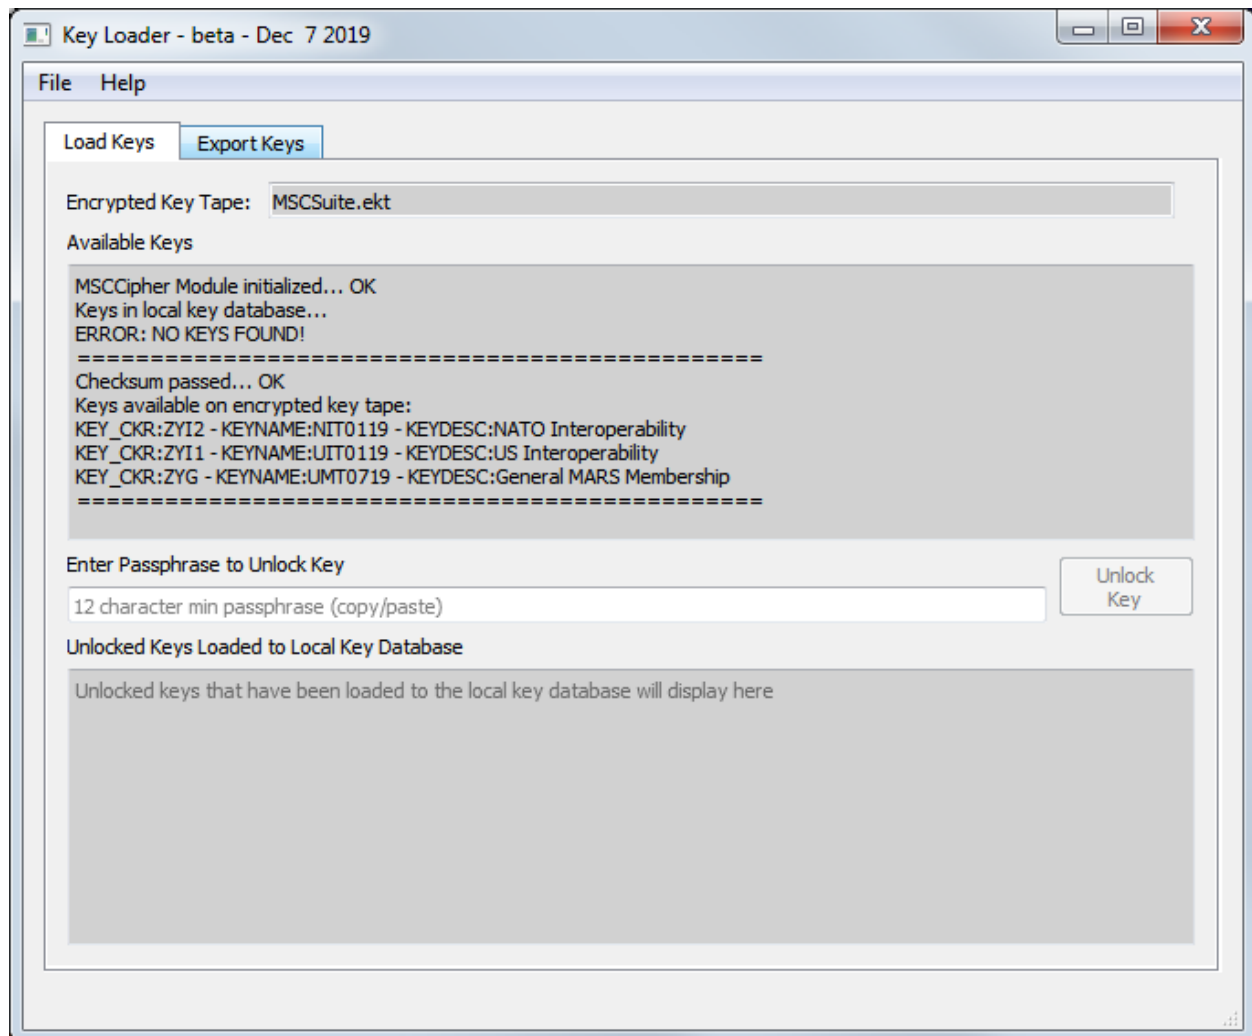 Key Loader - beta - Dec 7 2019
File Help
Load Keys Export Keys
Encrypted Key Tape: MSCSuite.ekt
Available Keys
MSCCipher Module initialized... OK
Keys in local key database...
ERROR: NO KEYS FOUND!
=========================================================
Checksum passed... OK
Keys available on encrypted key tape:
KEY_CKR:ZYI2 - KEYNAME:NIT0119 - KEYDESC:NATO Interoperability
KEY_CKR:ZYI1 - KEYNAME:UIT0119 - KEYDESC:US Interoperability
KEY_CKR:ZYG - KEYNAME:UMT0719 - KEYDESC:General MARS Membership
=========================================================
Enter Passphrase to Unlock Key
Unlock
Key
12 character min passphrase (copy/paste)
Unlocked Keys Loaded to Local Key Database
Unlocked keys that have been loaded to the local key database will display here